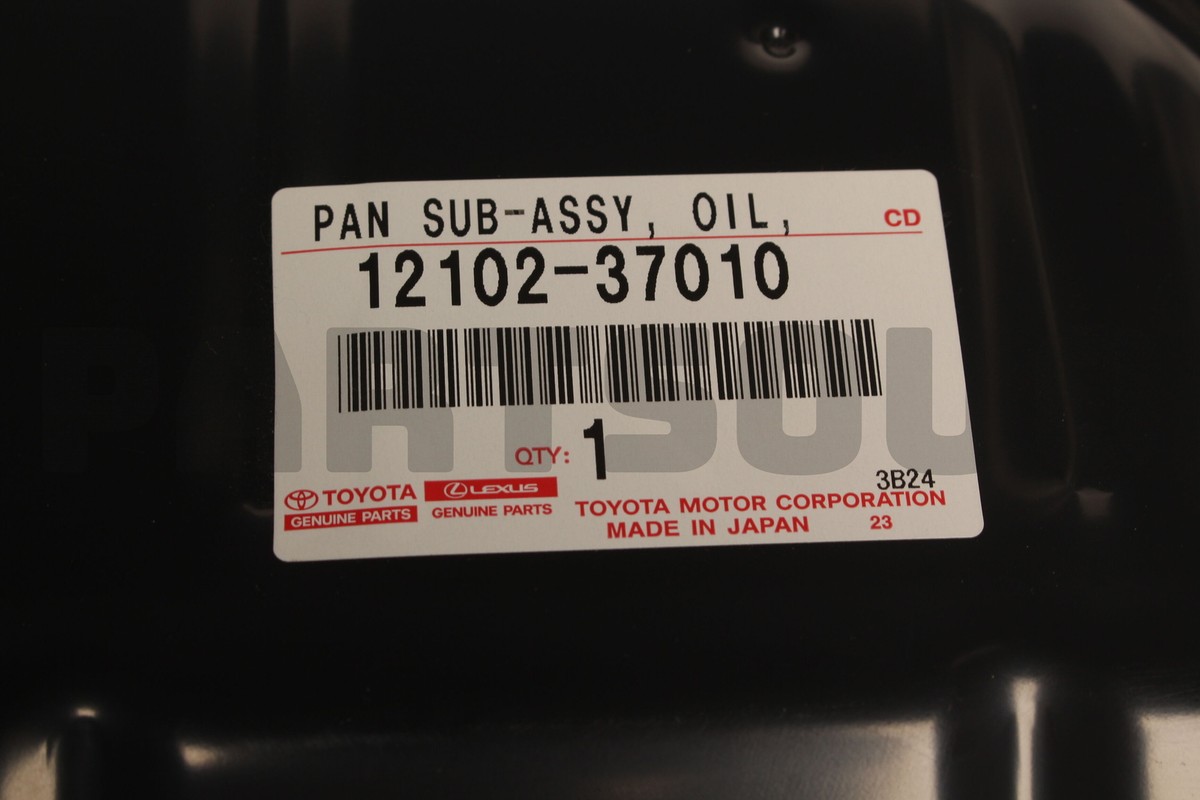 PAN SUB-ASSY, OIL,
CD
12102-37010
PARTSOU
QTY: 1
3B24
TOYOTA
GENUINE PARTS
LEXUS
GENUINE PARTS
TOYOTA MOTOR CORPORATION
MADE IN JAPAN 23